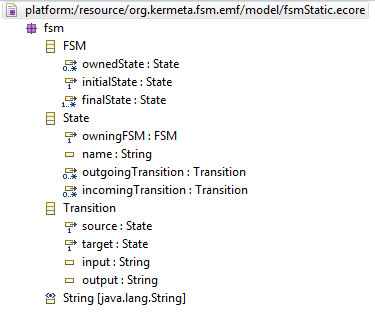 platform:/resource/org.kermeta.fsm.emf/model/fsmStatic.ecore
fsm
FSM
0..* ownedState : State
1 initialState : State
1..* finalState : State
State
1 owningFSM : FSM
name : String
0..* outgoingTransition : Transition
0..* incomingTransition : Transition
Transition
1 source : State
1 target : State
input : String
output : String
String [java.lang.String]